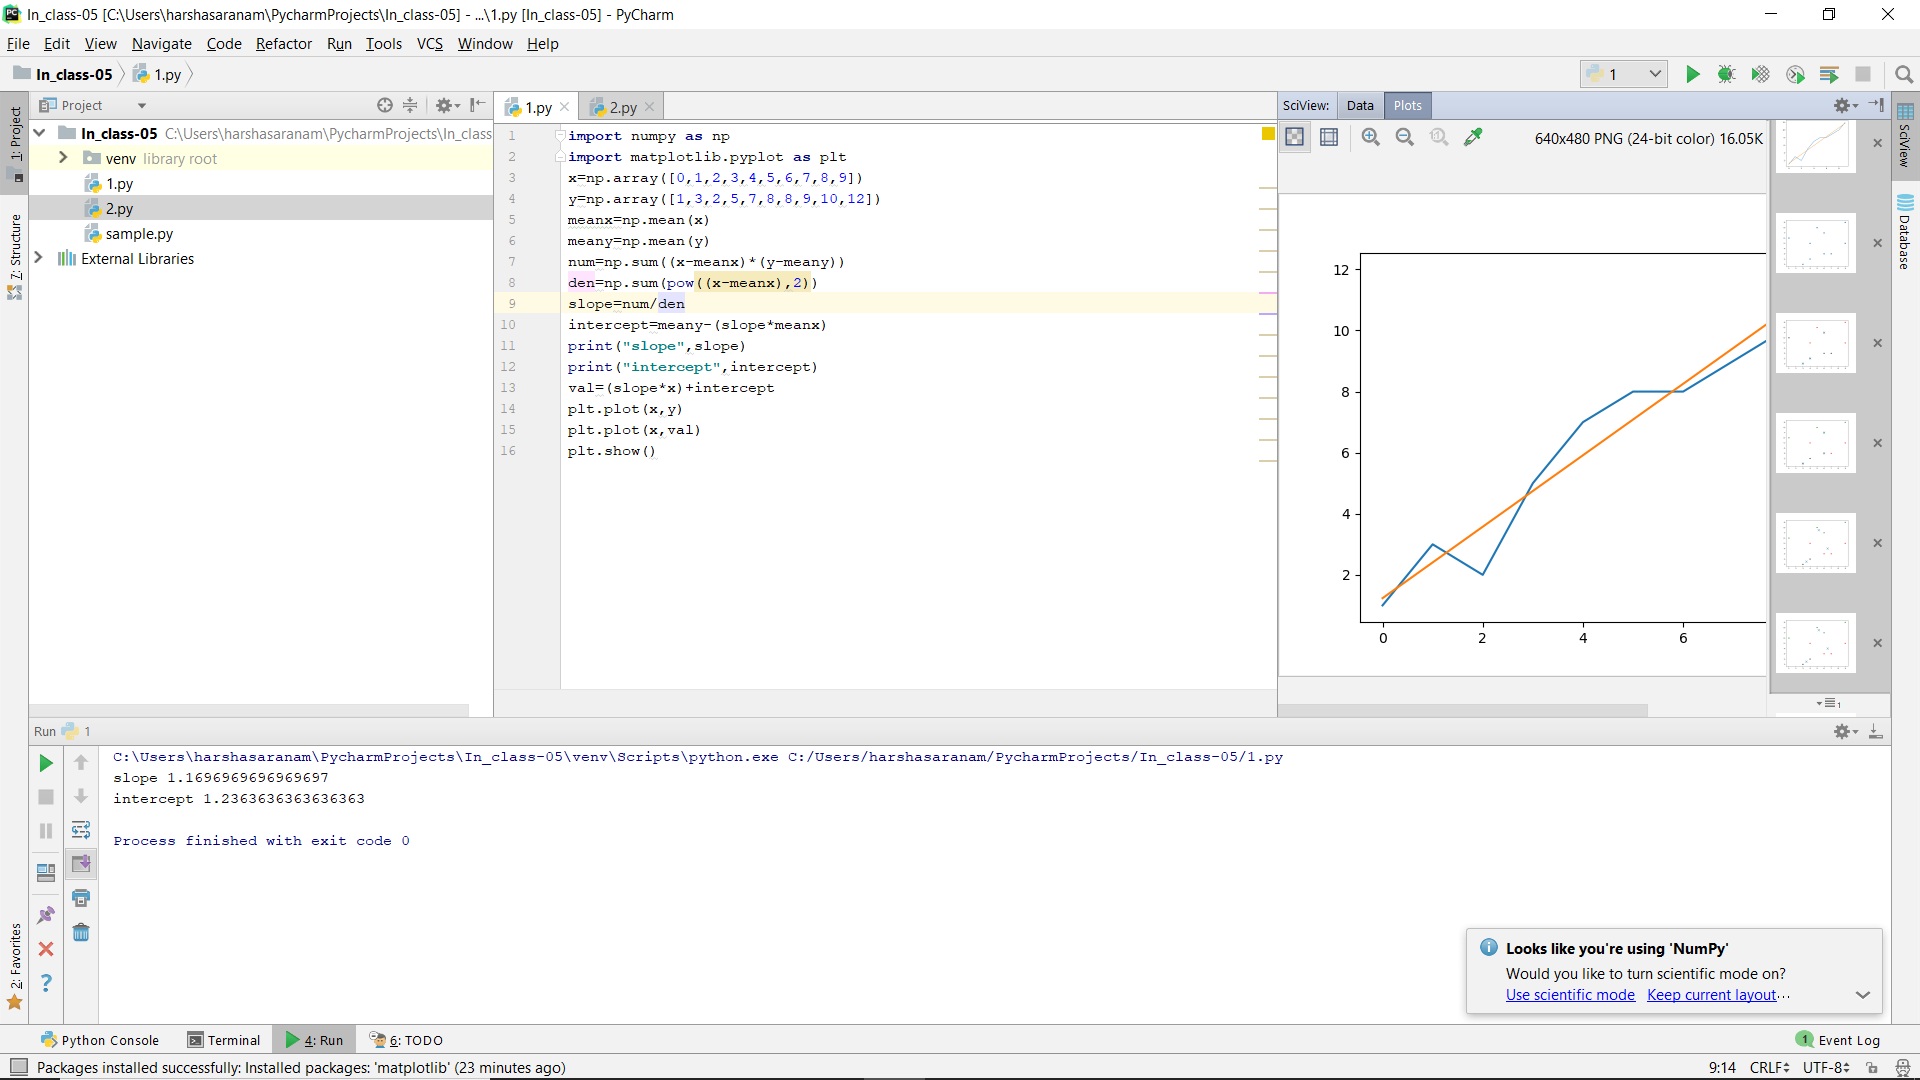 In_class-05 [C:\Users\harshasaranam\PycharmProjects\In_class-05] - ...\1.py [In_class-05] - PyCharm
File Edit View Navigate Code Refactor Run Tools VCS Window Help
In_class-05 1.py 1
1: Project
7: Structure
2: Favorites
Project
In_class-05 C:\Users\harshasaranam\PycharmProjects\In_class
venv library root
1.py
2.py
sample.py
External Libraries
1.py 2.py
1 import numpy as np
2 import matplotlib.pyplot as plt
3 x=np.array([0,1,2,3,4,5,6,7,8,9])
4 y=np.array([1,3,2,5,7,8,8,9,10,12])
5 meanx=np.mean(x)
6 meany=np.mean(y)
7 num=np.sum((x-meanx)*(y-meany))
8 den=np.sum(pow((x-meanx),2))
9 slope=num/den
10 intercept=meany-(slope*meanx)
11 print("slope",slope)
12 print("intercept",intercept)
13 val=(slope*x)+intercept
14 plt.plot(x,y)
15 plt.plot(x,val)
16 plt.show()
SciView: Data Plots
1:1 640x480 PNG (24-bit color) 16.05K
12
10
8
6
4
2
0 2 4 6
1
SciView
Database
Run 1
C:\Users\harshasaranam\PycharmProjects\In_class-05\venv\Scripts\python.exe C:/Users/harshasaranam/PycharmProjects/In_class-05/1.py
slope 1.1696969696969697
intercept 1.2363636363636363
Process finished with exit code 0
Looks like you're using 'NumPy'
Would you like to turn scientific mode on?
Use scientific mode Keep current layout...
Python Console Terminal 4: Run 6: TODO 1 Event Log
Packages installed successfully: Installed packages: 'matplotlib' (23 minutes ago) 9:14 CRLF UTF-8